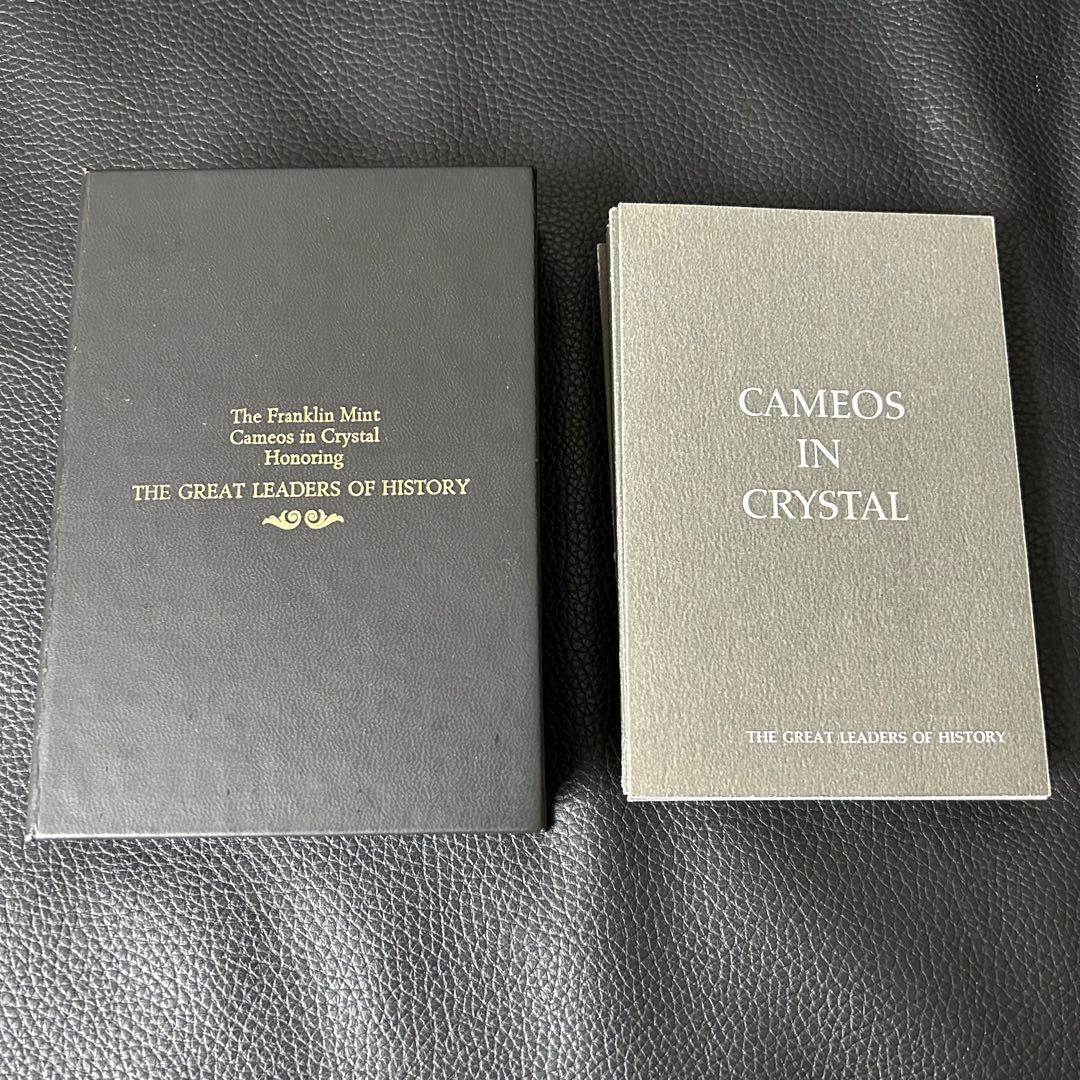 The Franklin Mint
Cameos in Crystal
Honoring
THE GREAT LEADERS OF HISTORY
CAMEOS
IN
CRYSTAL
THE GREAT LEADERS OF HISTORY